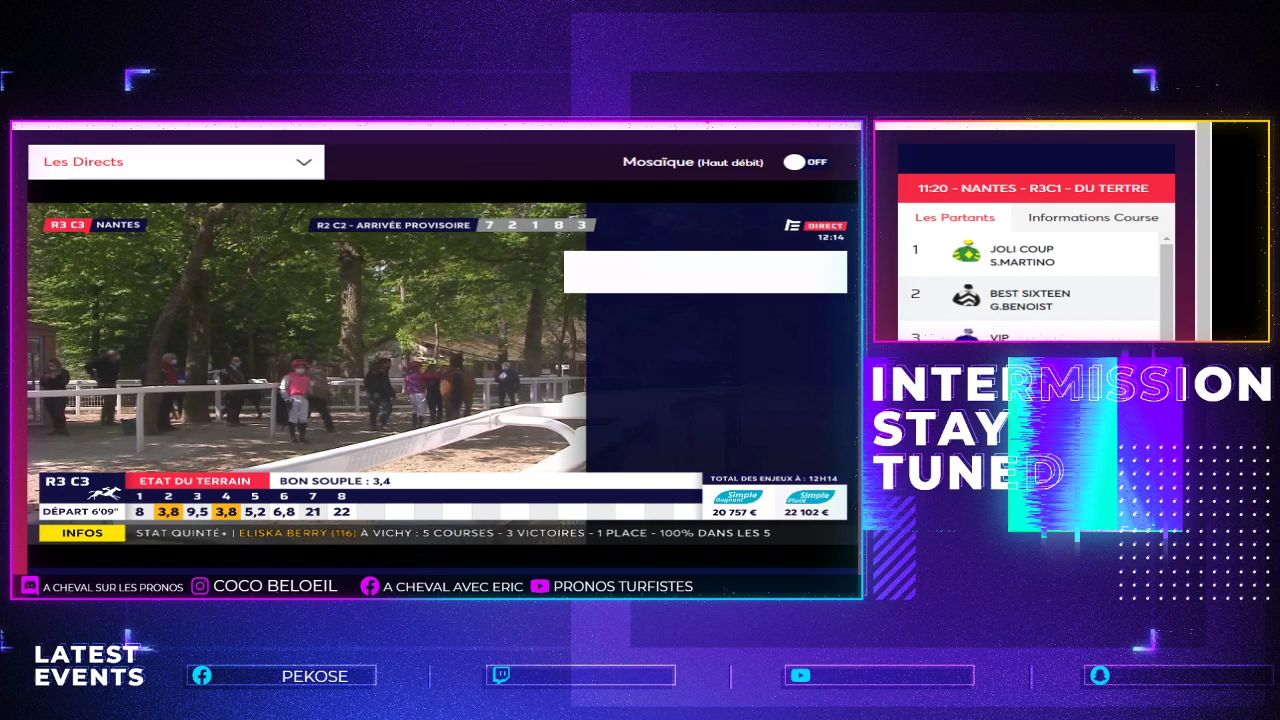 Les Directs
Mosaïque (Haut débit)
OFF
R3 C3 NANTES
R2 C2 - ARRIVÉE PROVISOIRE 7 2 1 8 3
DIRECT
12:14
R3 C3
ETAT DU TERRAIN
BON SOUPLE : 3,4
TOTAL DES ENJEUX À : 12H14
1 2 3 4 5 6 7 8
Simple Gagnant
Simple Placé
DÉPART 6'09"
8 3,8 9,5 3,8 5,2 6,8 21 22
20 757 €
22 102 €
INFOS
STAT QUINTÉ+ | ELISKA BERRY (116) À VICHY : 5 COURSES - 3 VICTOIRES - 1 PLACE - 100% DANS LES 5
A CHEVAL SUR LES PRONOS
COCO BELOEIL
A CHEVAL AVEC ERIC
PRONOS TURFISTES
11:20 - NANTES - R3C1 - DU TERTRE
Les Partants
Informations Course
1
JOLI COUP
S.MARTINO
2
BEST SIXTEEN
G.BENOIST
3
VIP
INTERMISSION
STAY
TUNED
LATEST
EVENTS
PEKOSE